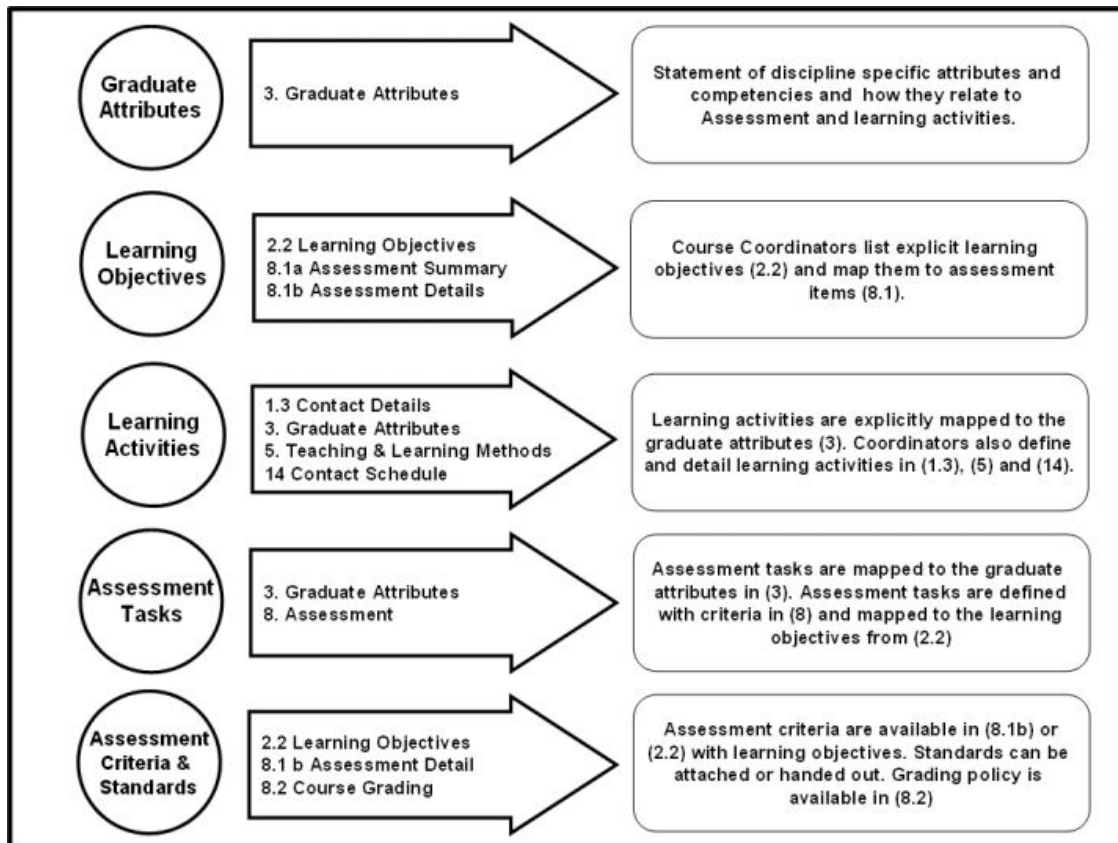 Graduate
Attributes
3. Graduate Attributes
Statement of discipline specific attributes and
competencies and how they relate to
Assessment and learning activities.
Learning
Objectives
2.2 Learning Objectives
8.1a Assessment Summary
8.1b Assessment Details
Course Coordinators list explicit learning
objectives (2.2) and map them to assessment
items (8.1).
Learning
Activities
1.3 Contact Details
3. Graduate Attributes
5. Teaching & Learning Methods
14 Contact Schedule
Learning activities are explicitly mapped to the
graduate attributes (3). Coordinators also define
and detail learning activities in (1.3), (5) and (14).
Assessment
Tasks
3. Graduate Attributes
8. Assessment
Assessment tasks are mapped to the graduate
attributes in (3). Assessment tasks are defined
with criteria in (8) and mapped to the learning
objectives from (2.2)
Assessment
Criteria &
Standards
2.2 Learning Objectives
8.1 b Assessment Detail
8.2 Course Grading
Assessment criteria are available in (8.1b) or
(2.2) with learning objectives. Standards can be
attached or handed out. Grading policy is
available in (8.2)